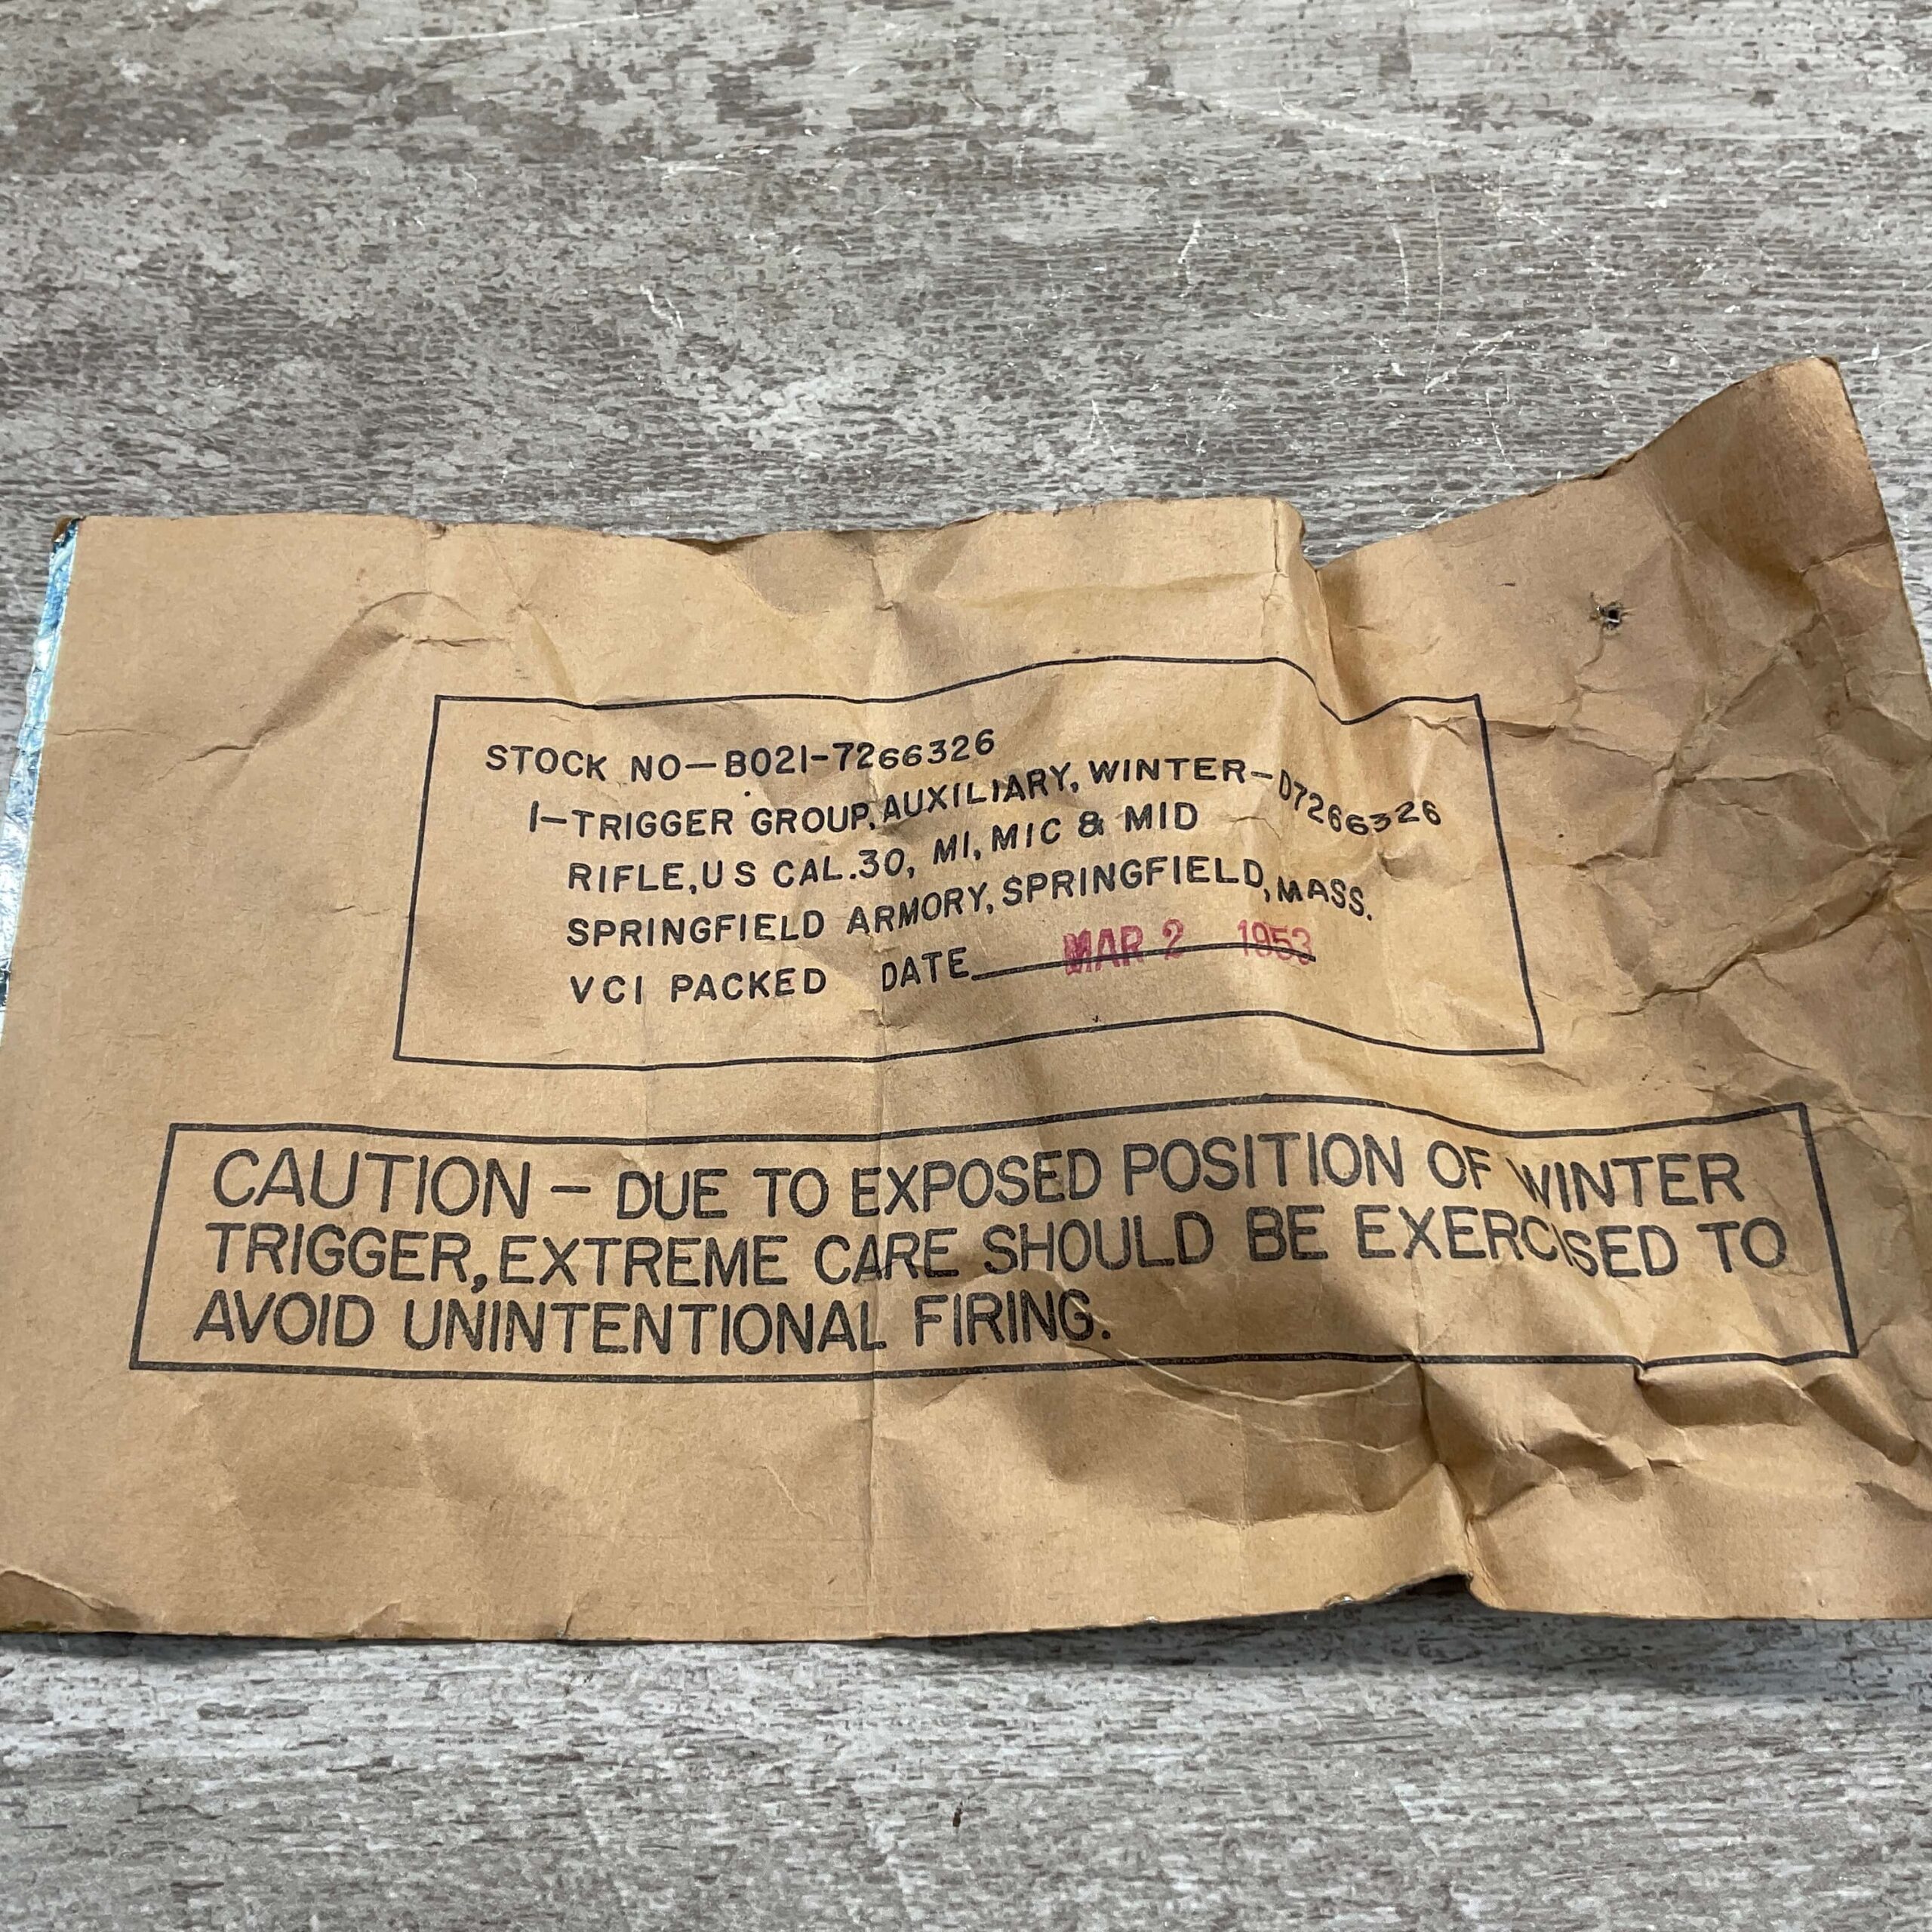 STOCK NO-B021-7266326
1-TRIGGER GROUP, AUXILIARY, WINTER-D7266326
RIFLE, U S CAL .30, M1, M1C & M1D
SPRINGFIELD ARMORY, SPRINGFIELD, MASS.
VCI PACKED DATE MAR 2 1953
CAUTION - DUE TO EXPOSED POSITION OF WINTER
TRIGGER, EXTREME CARE SHOULD BE EXERCISED TO
AVOID UNINTENTIONAL FIRING.